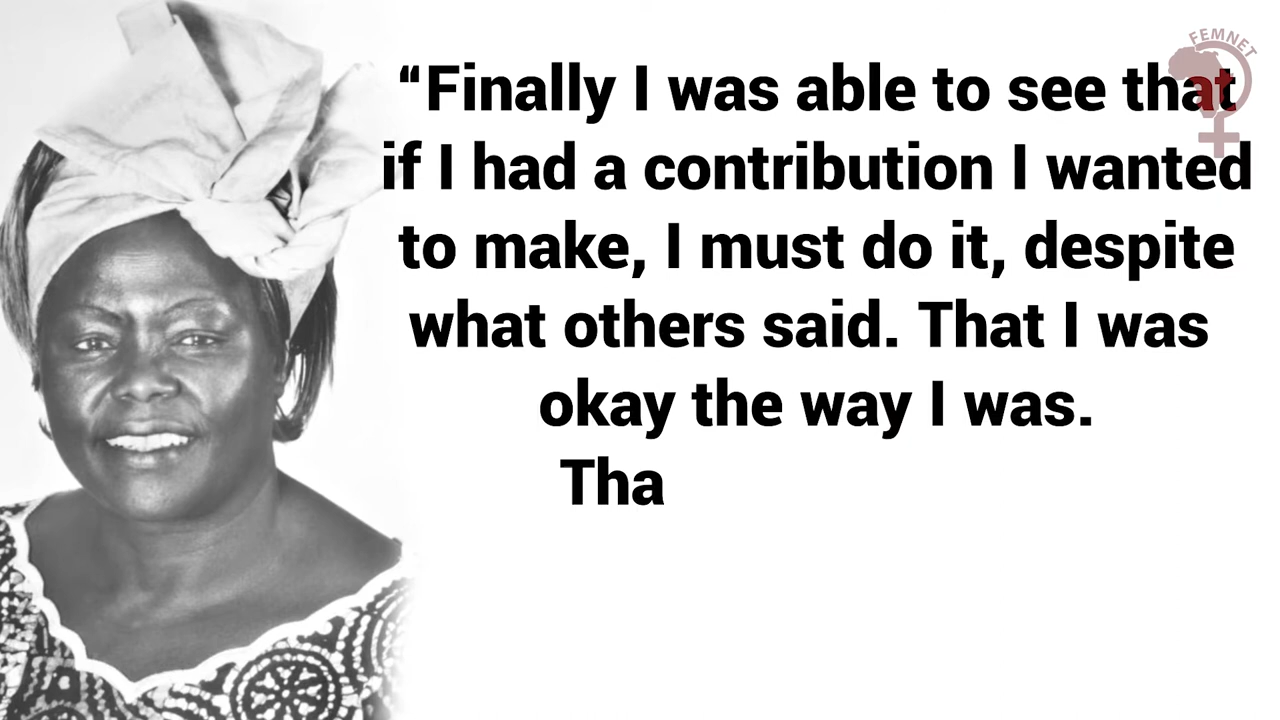 FEMNET
“Finally I was able to see that
if I had a contribution I wanted
to make, I must do it, despite
what others said. That I was
okay the way I was.
Tha